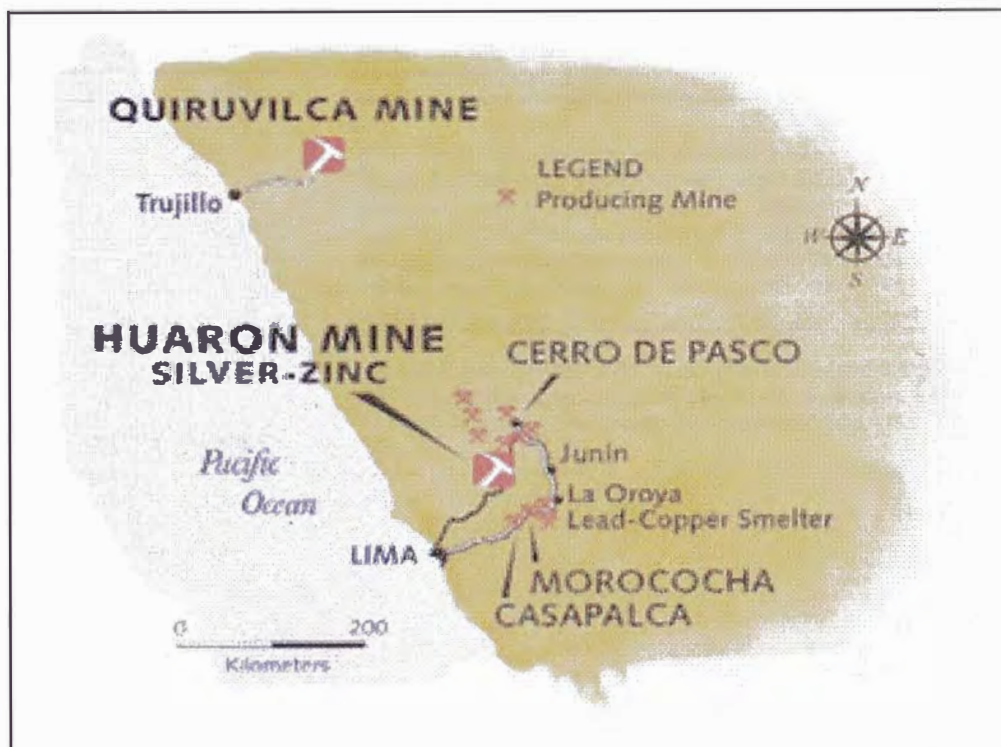 QUIRUVILCA MINE
LEGEND
Producing Mine
Trujillo
N
W E
S
HUARON MINE
SILVER-ZINC
CERRO DE PASCO
Junin
Pacific
Ocean
La Oroya
Lead-Copper Smelter
LIMA
MOROCOCHA
CASAPALCA
0 200
Kilometers